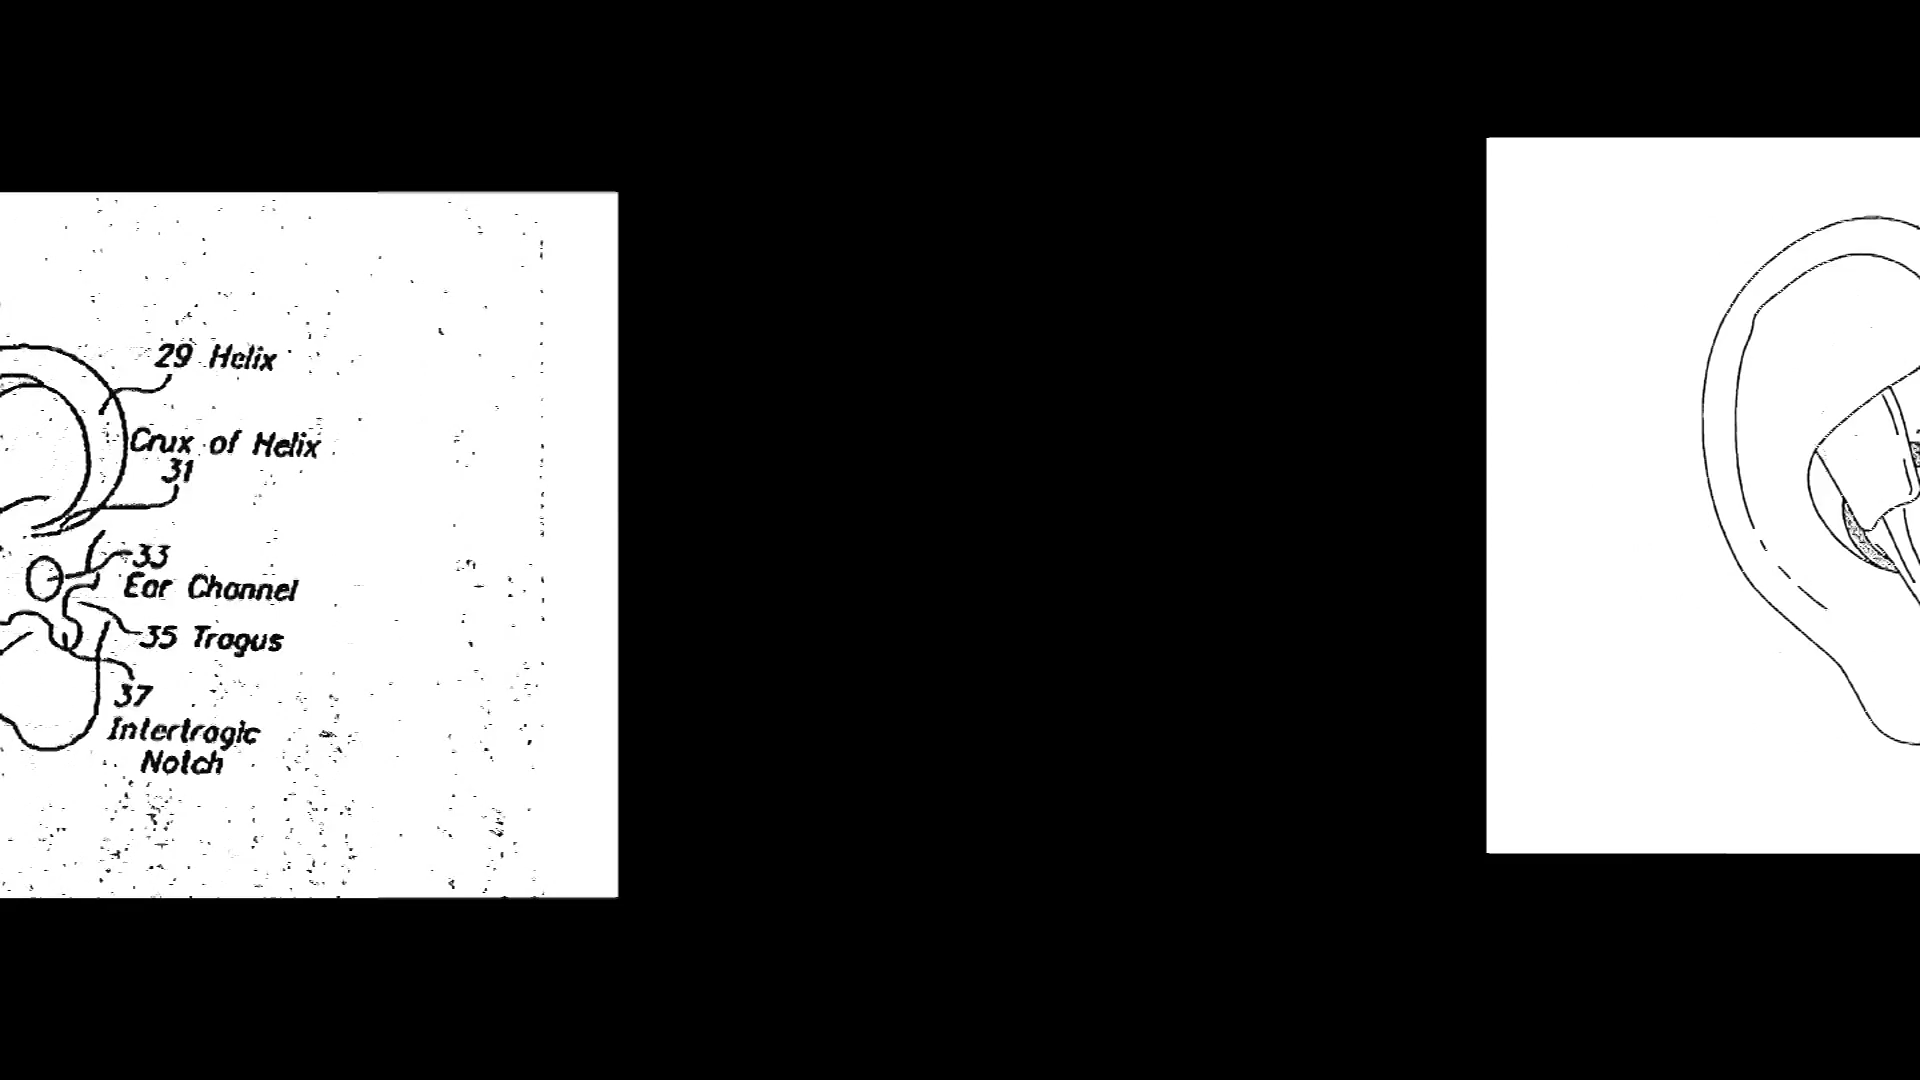 29 Helix
Crux of Helix
31
33
Ear Channel
35 Tragus
37
Intertragic
Notch